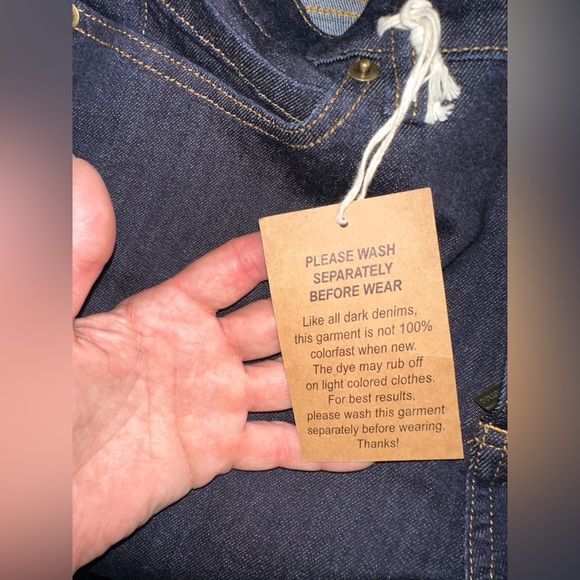 PLEASE WASH
SEPARATELY
BEFORE WEAR
Like all dark denims,
this garment is not 100%
colorfast when new.
The dye may rub off
on light colored clothes.
For best results,
please wash this garment
separately before wearing.
Thanks!